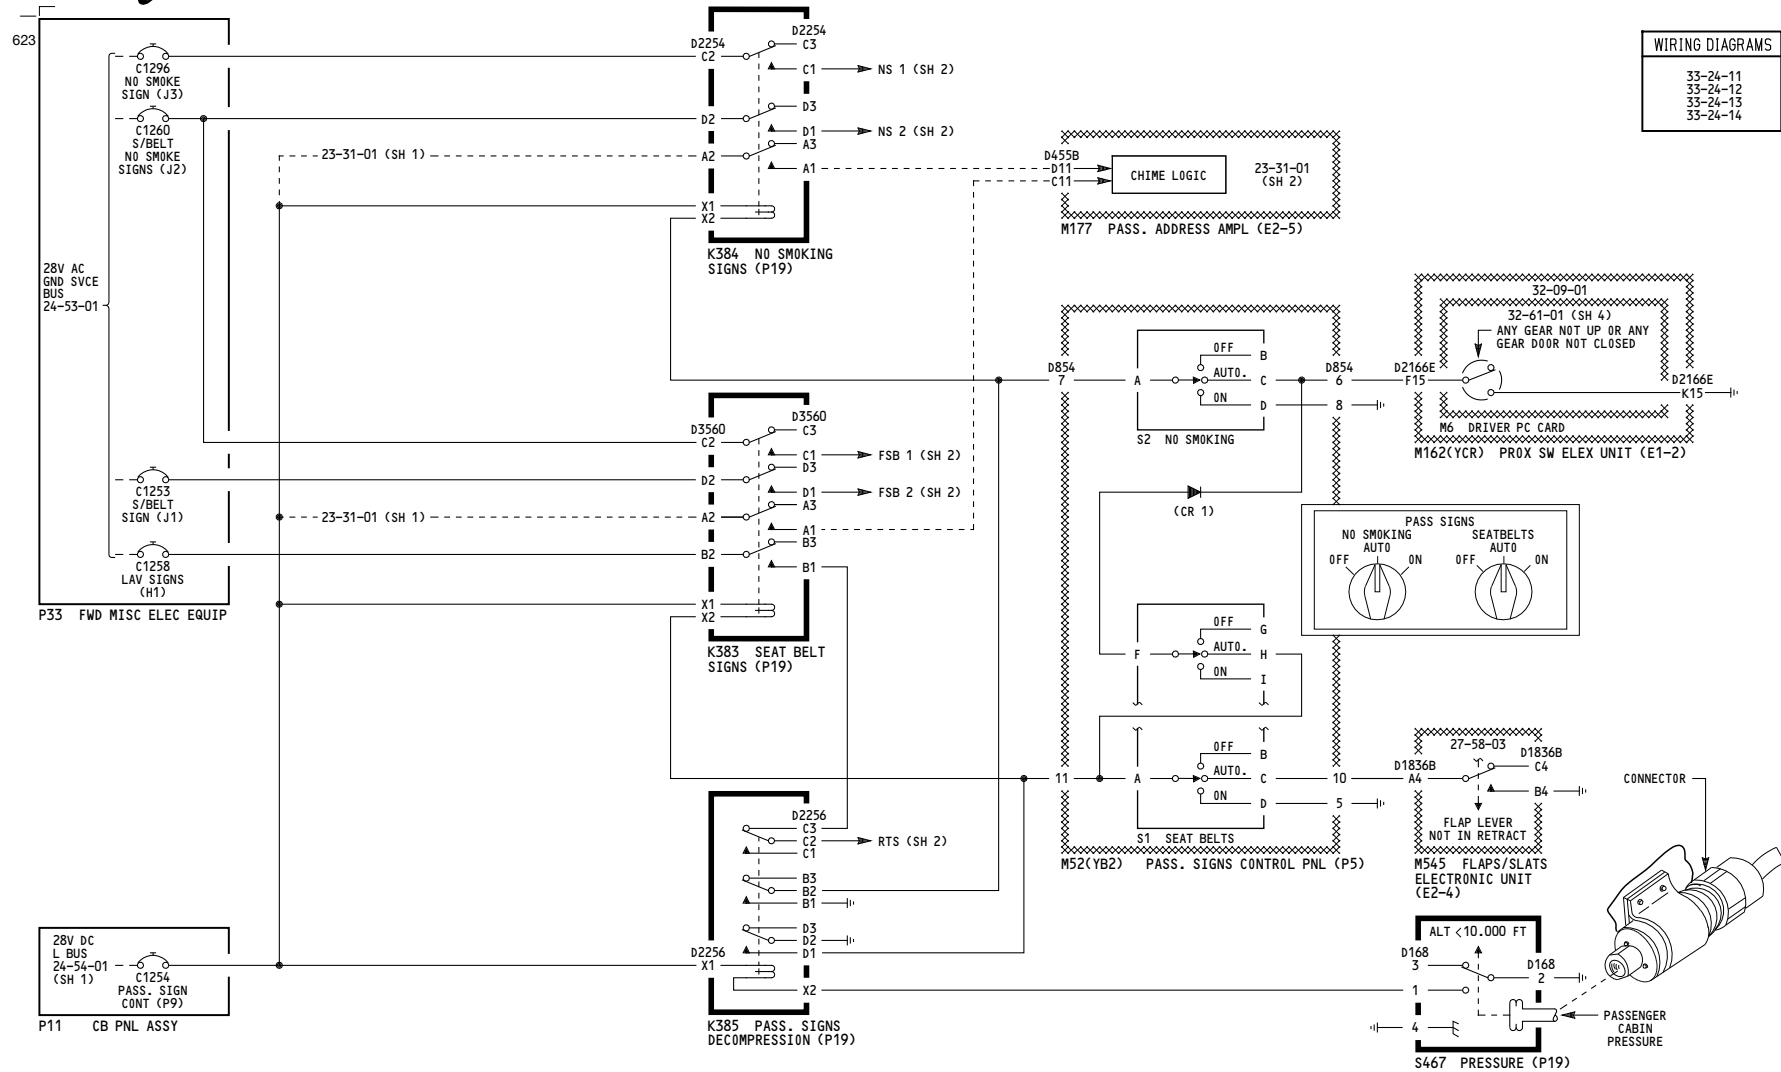 623
C1296
NO SMOKE
SIGN (J3)
C1260
S/BELT
NO SMOKE
SIGNS (J2)
28V AC
GND SVCE
BUS
24-53-01
C1253
S/BELT
SIGN (J1)
C1258
LAV SIGNS
(H1)
P33 FWD MISC ELEC EQUIP
28V DC
L BUS
24-54-01
(SH 1)
C1254
PASS. SIGN
CONT (P9)
P11 CB PNL ASSY
23-31-01 (SH 1)
23-31-01 (SH 1)
D2254
C2
D2
A2
X1
X2
D2254
C3
C1
D3
D1
A3
A1
NS 1 (SH 2)
NS 2 (SH 2)
K384 NO SMOKING
SIGNS (P19)
D3560
C2
D2
A2
B2
X1
X2
D3560
C3
C1
D3
D1
A3
A1
B3
B1
FSB 1 (SH 2)
FSB 2 (SH 2)
K383 SEAT BELT
SIGNS (P19)
D2256
X1
D2256
C3
C2
C1
B3
B2
B1
D3
D2
D1
X2
RTS (SH 2)
K385 PASS. SIGNS
DECOMPRESSION (P19)
D455B
D11
C11
CHIME LOGIC
23-31-01
(SH 2)
M177 PASS. ADDRESS AMPL (E2-5)
D854
7
A
OFF
B
AUTO.
C
ON
D
S2 NO SMOKING
D854
6
8
(CR 1)
F
OFF
G
AUTO.
H
ON
I
11
A
OFF
B
AUTO.
C
ON
D
10
5
S1 SEAT BELTS
M52(YB2) PASS. SIGNS CONTROL PNL (P5)
WIRING DIAGRAMS
33-24-11
33-24-12
33-24-13
33-24-14
32-09-01
32-61-01 (SH 4)
ANY GEAR NOT UP OR ANY
GEAR DOOR NOT CLOSED
D2166E
F15
D2166E
K15
M6 DRIVER PC CARD
M162(YCR) PROX SW ELEX UNIT (E1-2)
PASS SIGNS
NO SMOKING
AUTO
OFF
ON
SEATBELTS
AUTO
OFF
ON
27-58-03
D1836B
A4
D1836B
C4
B4
FLAP LEVER
NOT IN RETRACT
M545 FLAPS/SLATS
ELECTRONIC UNIT
(E2-4)
CONNECTOR
ALT <10.000 FT
D168
3
1
4
D168
2
PASSENGER
CABIN
PRESSURE
S467 PRESSURE (P19)